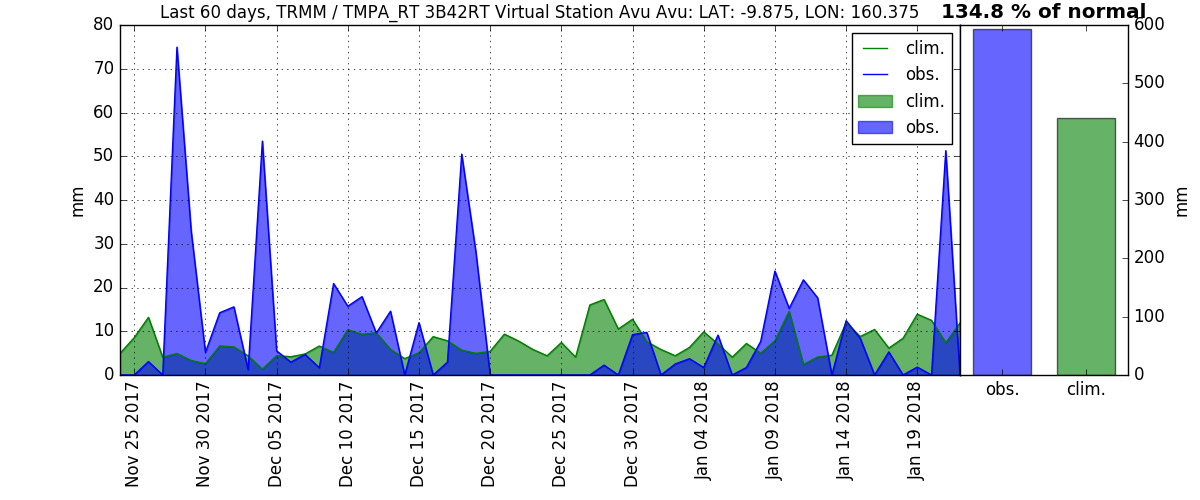 Last 60 days, TRMM / TMPA_RT 3B42RT Virtual Station Avu Avu: LAT: -9.875, LON: 160.375
134.8 % of normal
80
70
60
50
40
30
20
10
0
mm
clim.
obs.
clim.
obs.
600
500
400
300
200
100
0
mm
Nov 25 2017
Nov 30 2017
Dec 05 2017
Dec 10 2017
Dec 15 2017
Dec 20 2017
Dec 25 2017
Dec 30 2017
Jan 04 2018
Jan 09 2018
Jan 14 2018
Jan 19 2018
obs.
clim.